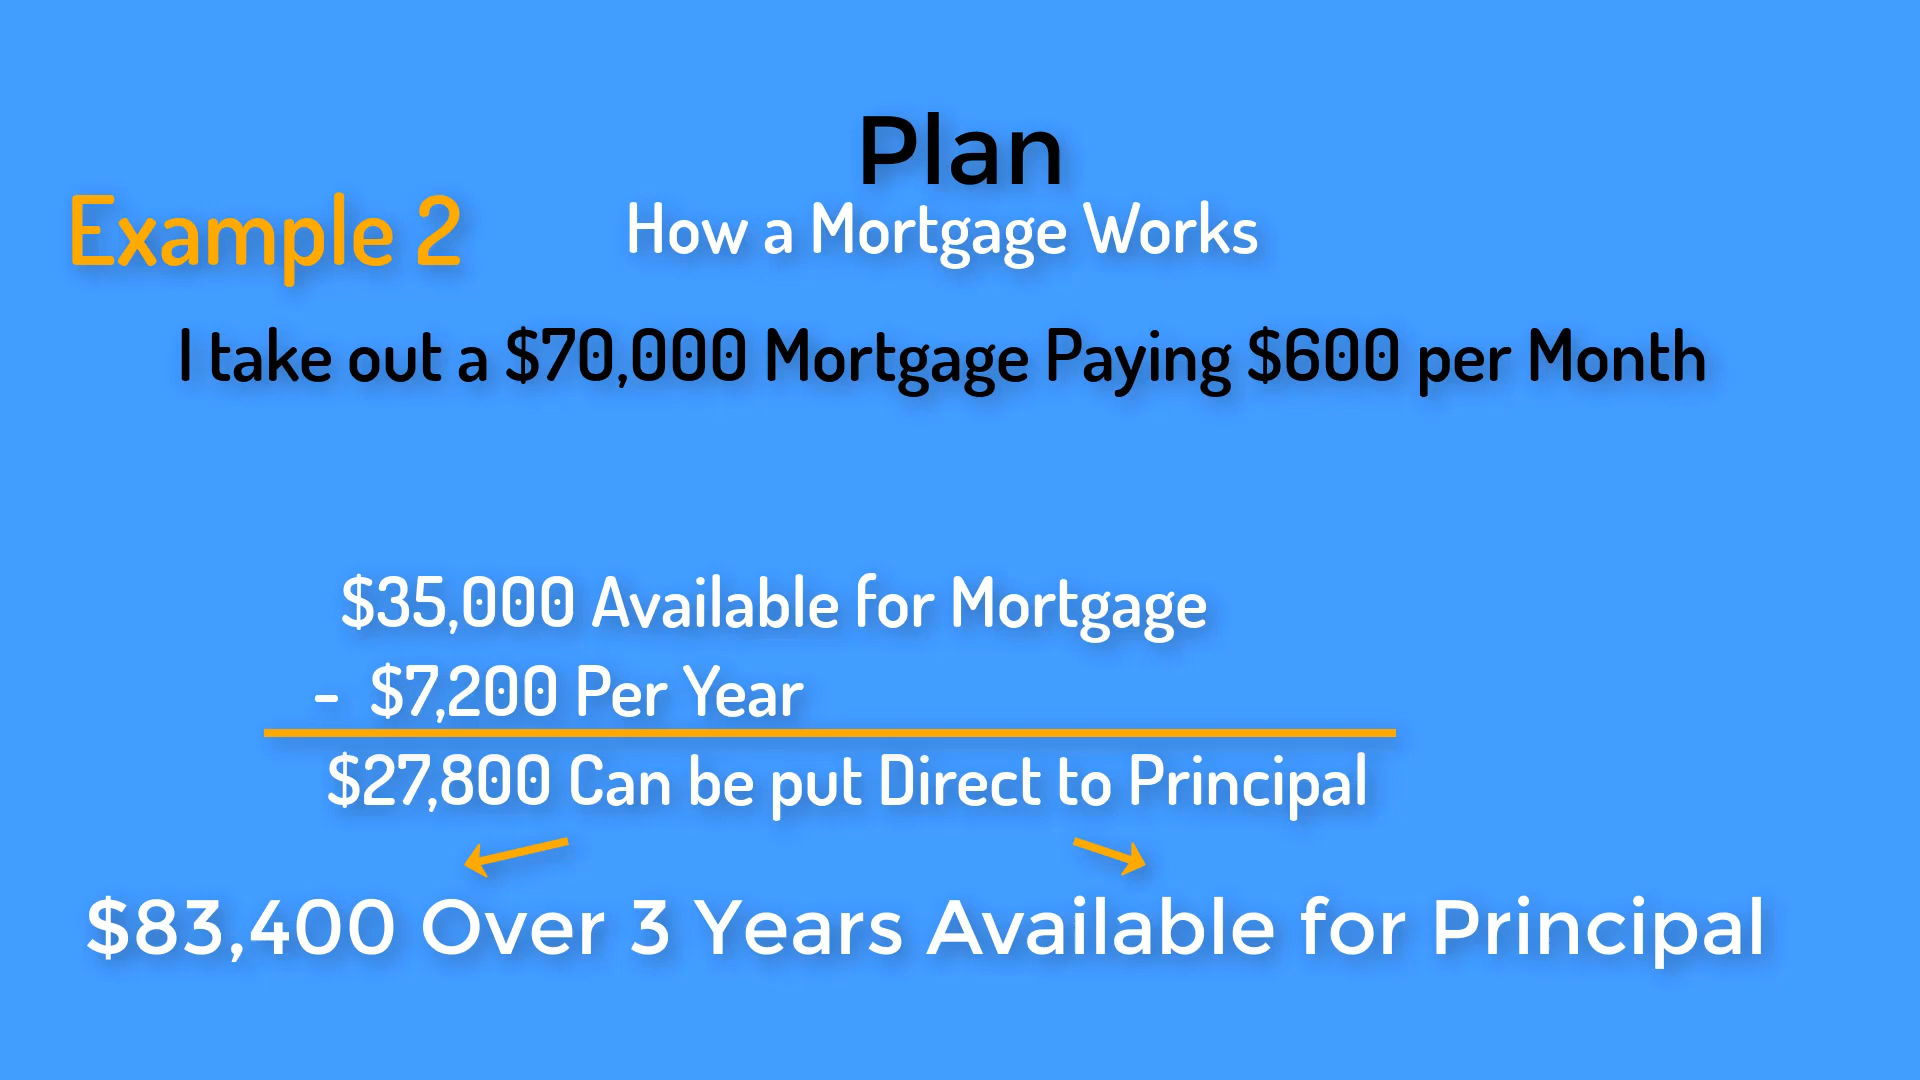 Plan
Example 2
How a Mortgage Works
I take out a $70,000 Mortgage Paying $600 per Month
$35,000 Available for Mortgage
- $7,200 Per Year
$27,800 Can be put Direct to Principal
$83,400 Over 3 Years Available for Principal